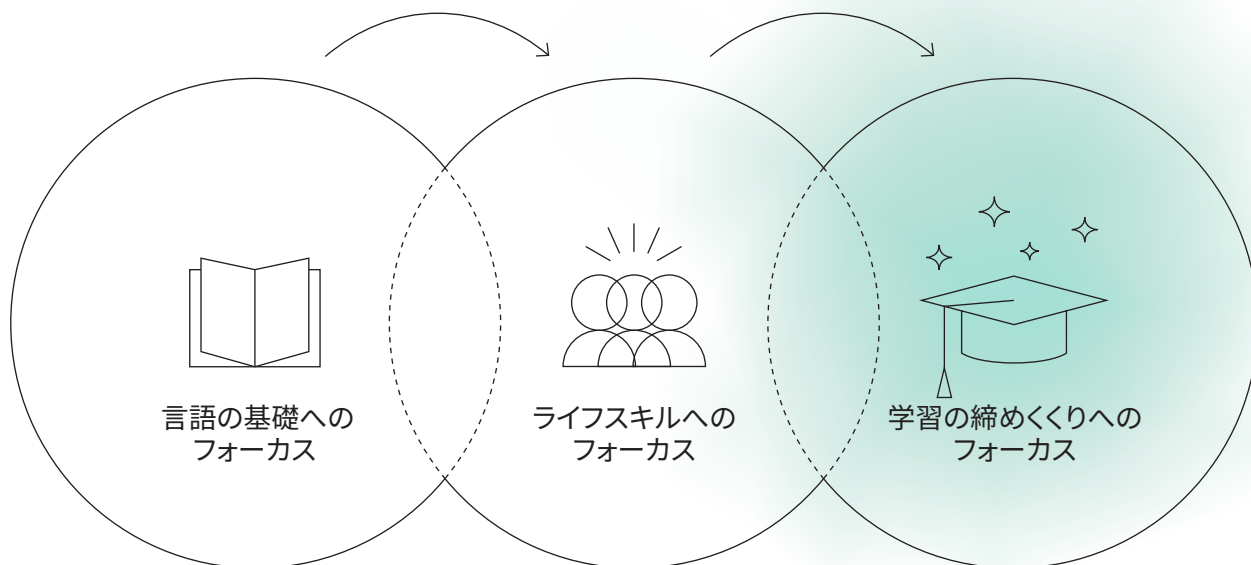 言語の基礎への
フォーカス
ライフスキルへの
フォーカス
学習の締めくくりへの
フォーカス